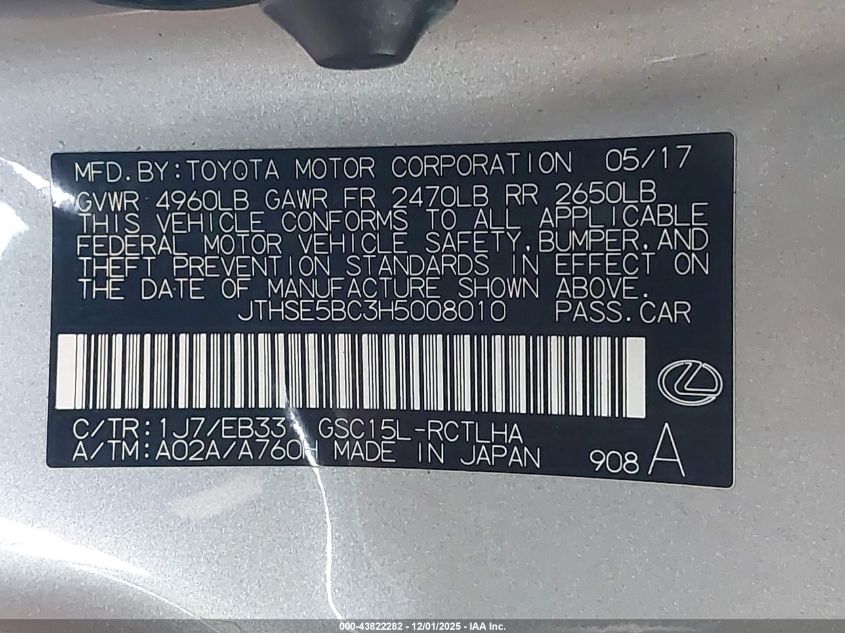 MFD.BY:TOYOTA MOTOR CORPORATION 05/17
GVWR 4960LB GAWR FR 2470LB RR 2650LB
THIS VEHICLE CONFORMS TO ALL APPLICABLE
FEDERAL MOTOR VEHICLE SAFETY,BUMPER,AND
THEFT PREVENTION STANDARDS IN EFFECT ON
THE DATE OF MANUFACTURE SHOWN ABOVE.
JTHSE5BC3H5008010 PASS.CAR
C/TR:1J7/EB33 GSC15L-RCTLHA
A/TM:A02A/A760H MADE IN JAPAN 908 A
000-43822282 - 12/01/2025 - IAA Inc.